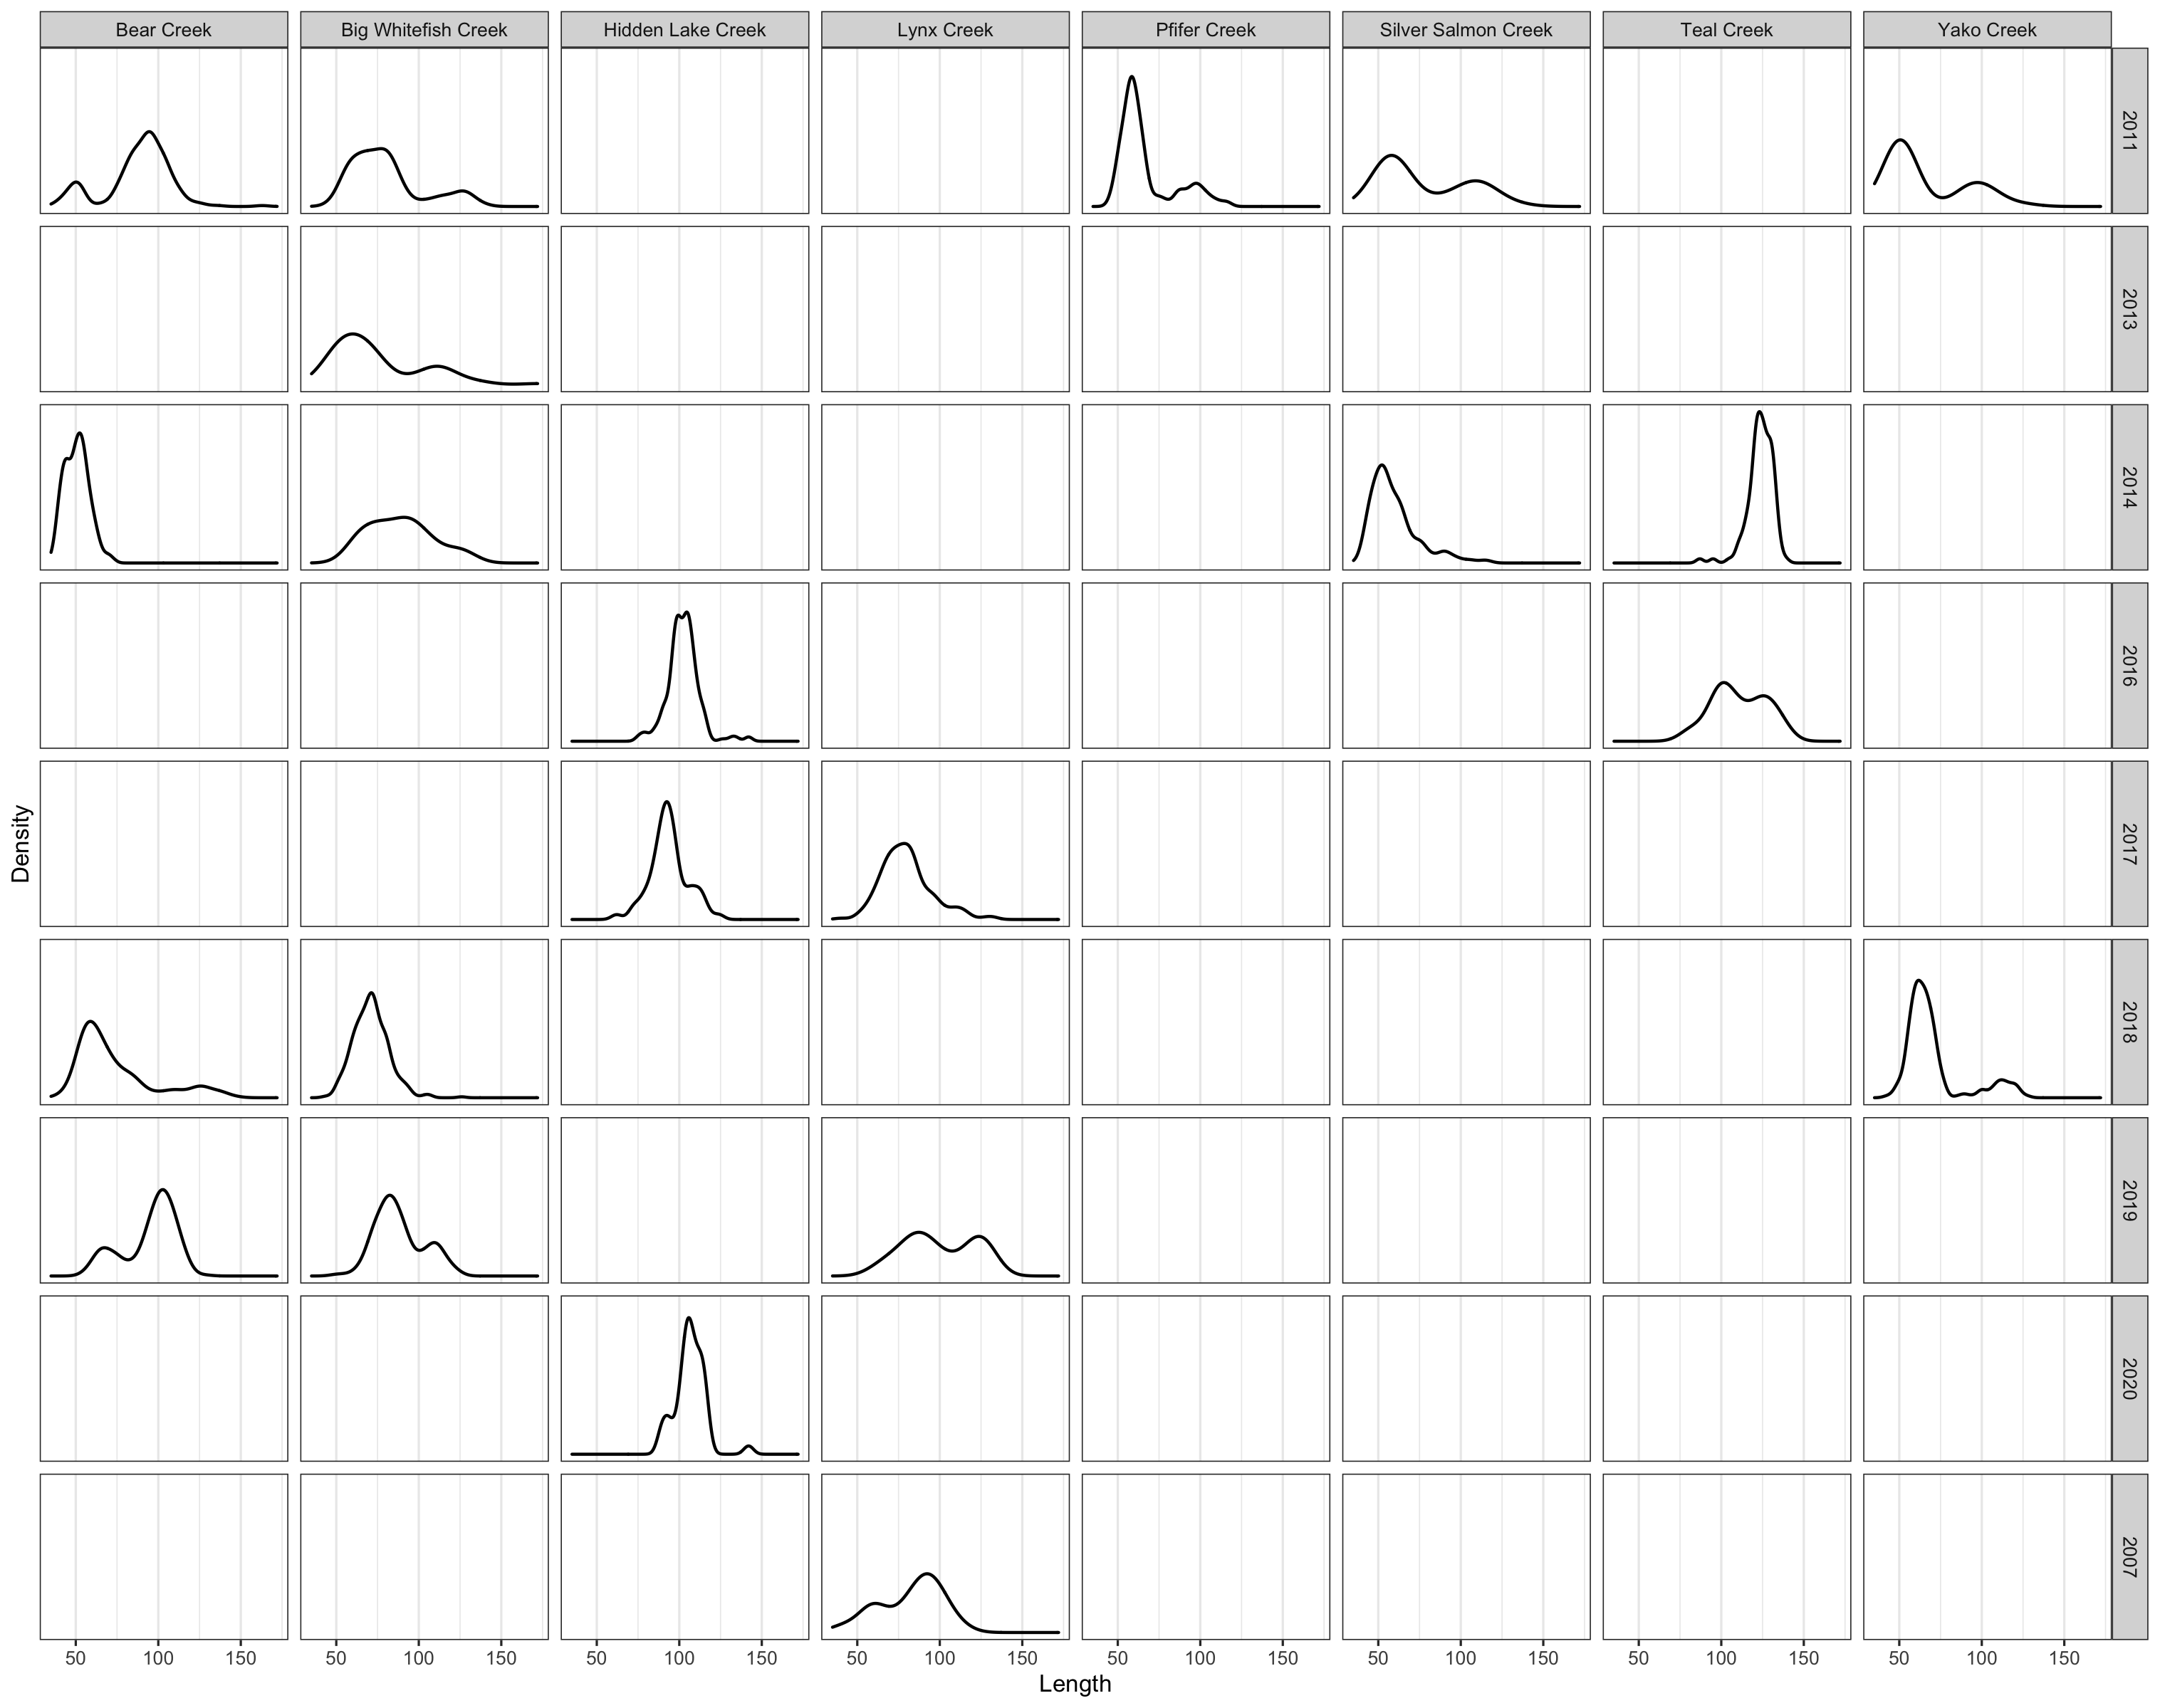 Bear Creek
Big Whitefish Creek
Hidden Lake Creek
Lynx Creek
Pfifer Creek
Silver Salmon Creek
Teal Creek
Yako Creek
2011
2013
2014
2016
2017
2018
2019
2020
2007
Density
50 100 150
50 100 150
50 100 150
50 100 150
50 100 150
50 100 150
50 100 150
50 100 150
Length